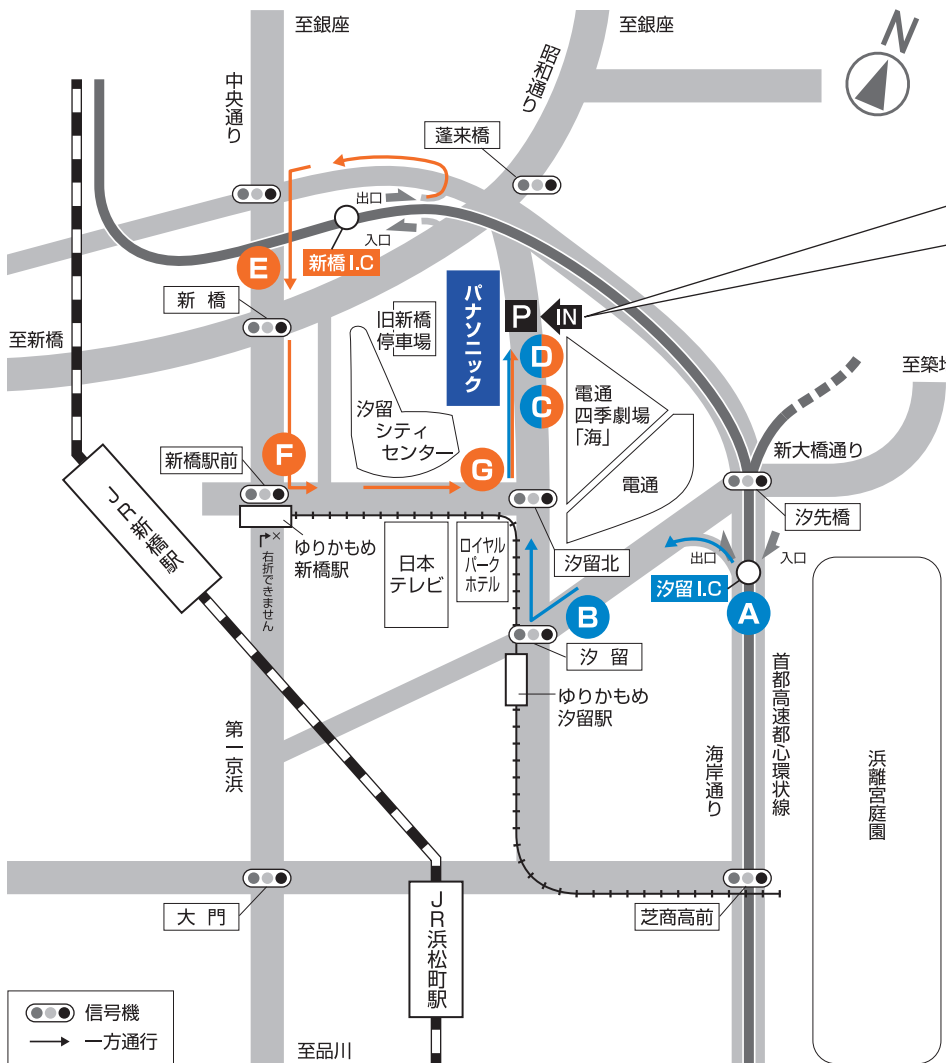 至銀座
至銀座
N
中央通り
昭和通り
蓬来橋
出口
入口
新橋I.C
E
新橋
至新橋
旧新橋
停車場
パナソニック
P
IN
D
C
電通
四季劇場
「海」
至築地
汐留
シティ
センター
新大橋通り
F
G
新橋駅前
電通
汐先橋
JR新橋駅
ゆりかもめ
新橋駅
×
右折できません
日本
テレビ
ロイヤル
パーク
ホテル
汐留北
出口
入口
汐留I.C
A
B
汐留
ゆりかもめ
汐留駅
第一京浜
海岸通り
首都高速都心環状線
浜離宮庭園
大門
JR浜松町駅
芝商高前
信号機
一方通行
至品川